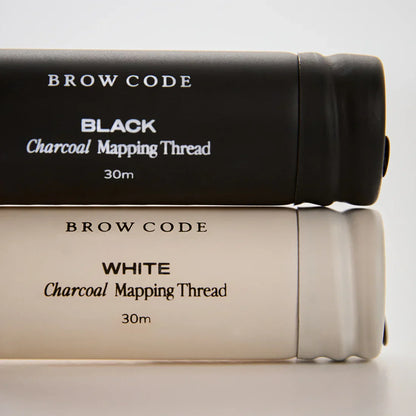 BROW CODE
BLACK
Charcoal Mapping Thread
30m
BROW CODE
WHITE
Charcoal Mapping Thread
30m